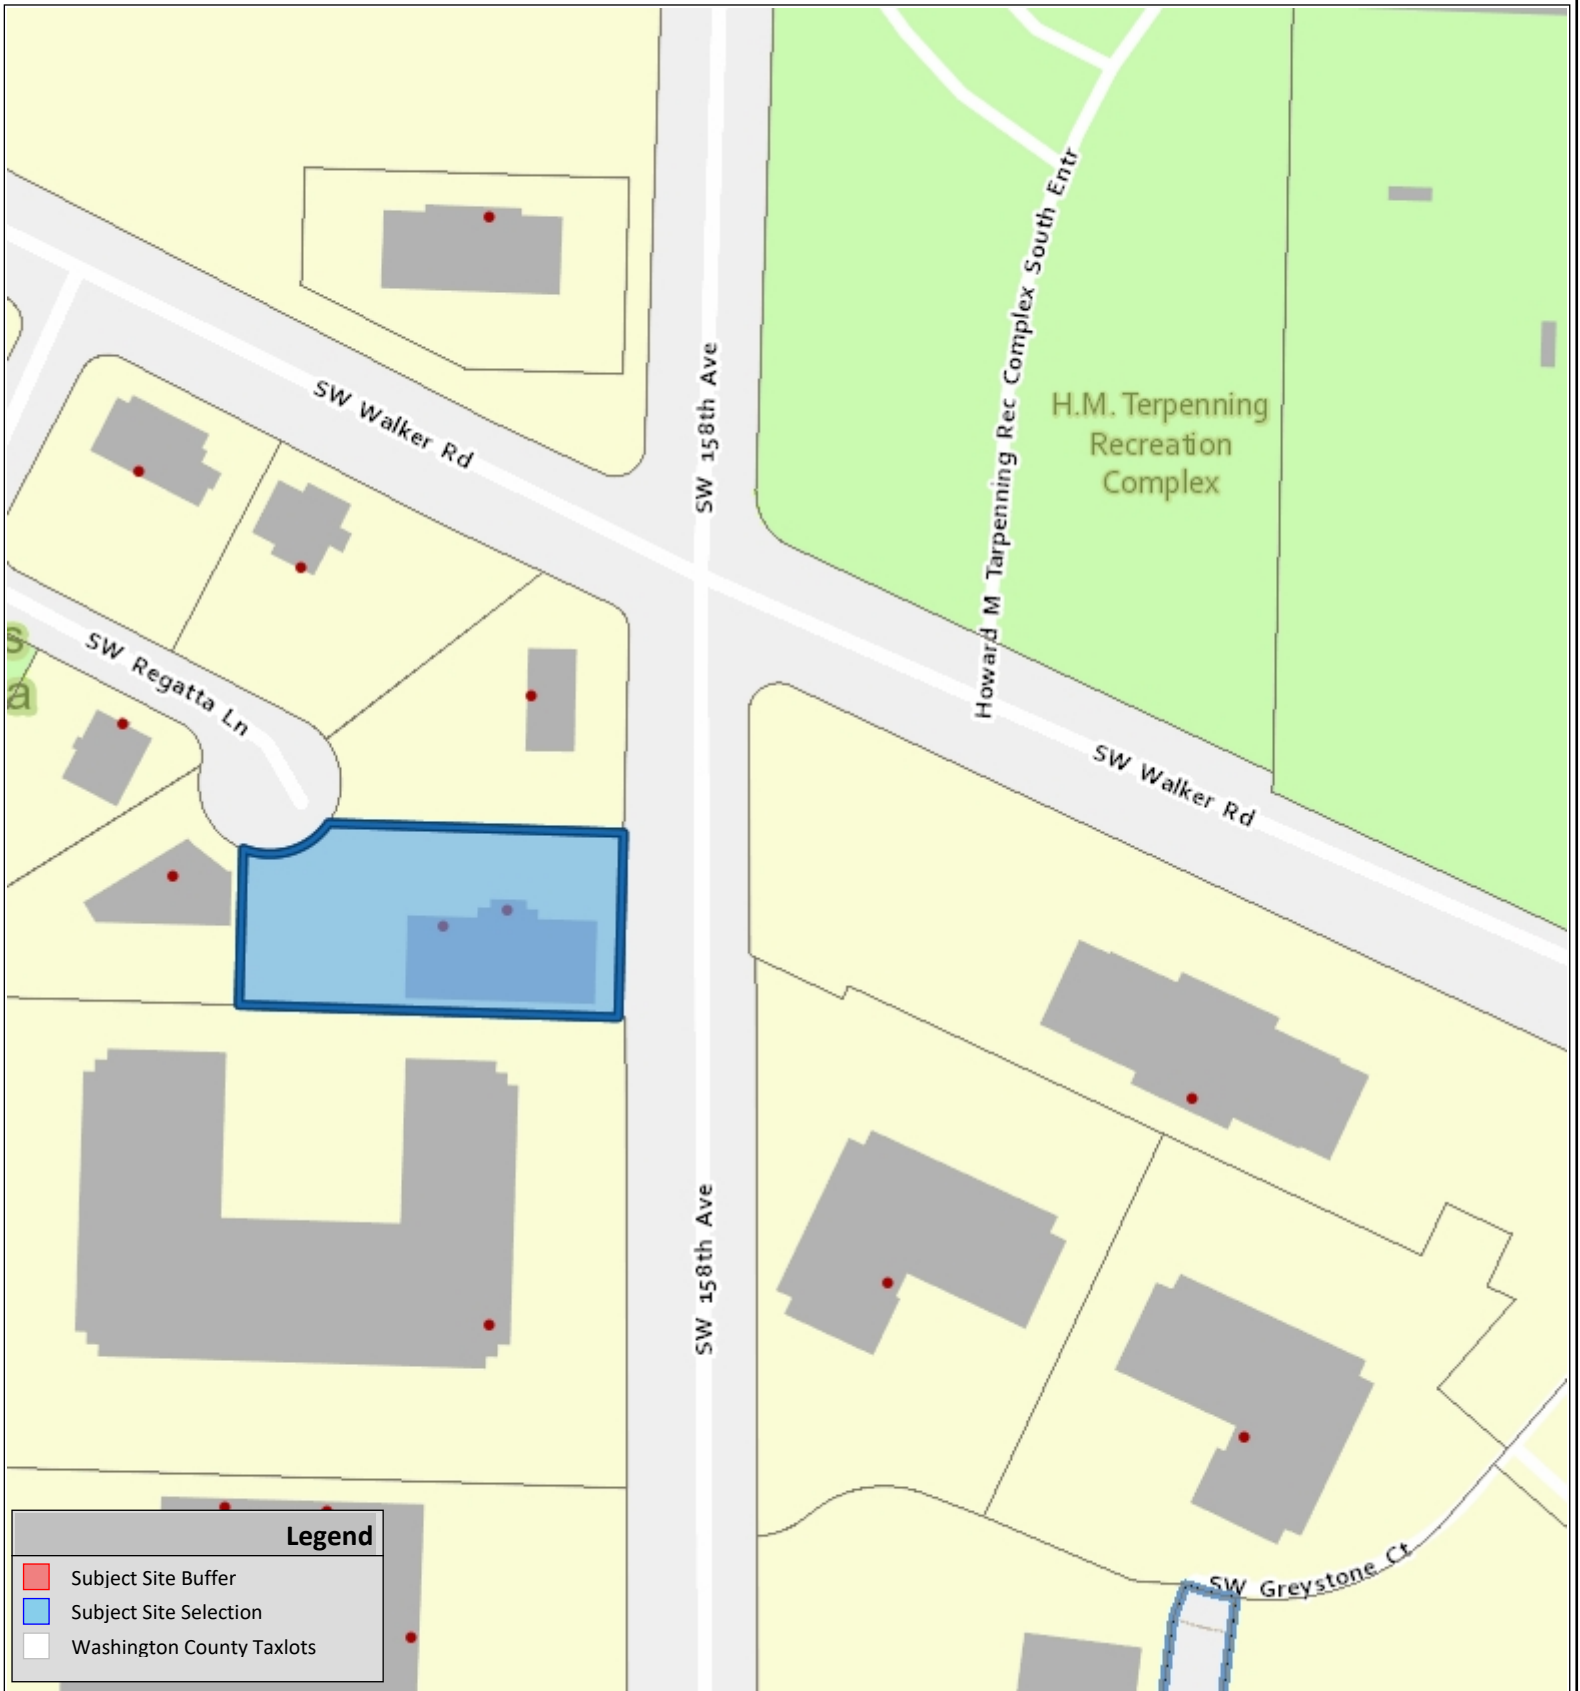 SW 158th Ave
Howard M Tarpenning Rec Complex South Entr
H.M. Terpenning
Recreation
Complex
SW Walker Rd
s
a
SW Regatta Ln
SW Walker Rd
SW 158th Ave
SW Greystone Ct
Legend
Subject Site Buffer
Subject Site Selection
Washington County Taxlots